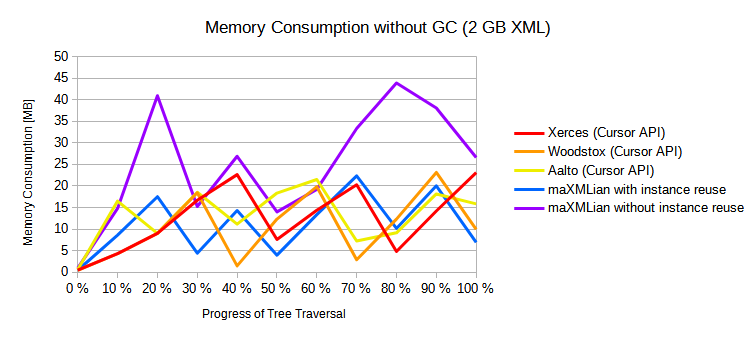 Memory Consumption without GC (2 GB XML)
Memory Consumption [MB]
50
45
40
35
30
25
20
15
10
5
0
0 % 10 % 20 % 30 % 40 % 50 % 60 % 70 % 80 % 90 % 100 %
Progress of Tree Traversal
Xerces (Cursor API)
Woodstox (Cursor API)
Aalto (Cursor API)
maXMLian with instance reuse
maXMLian without instance reuse